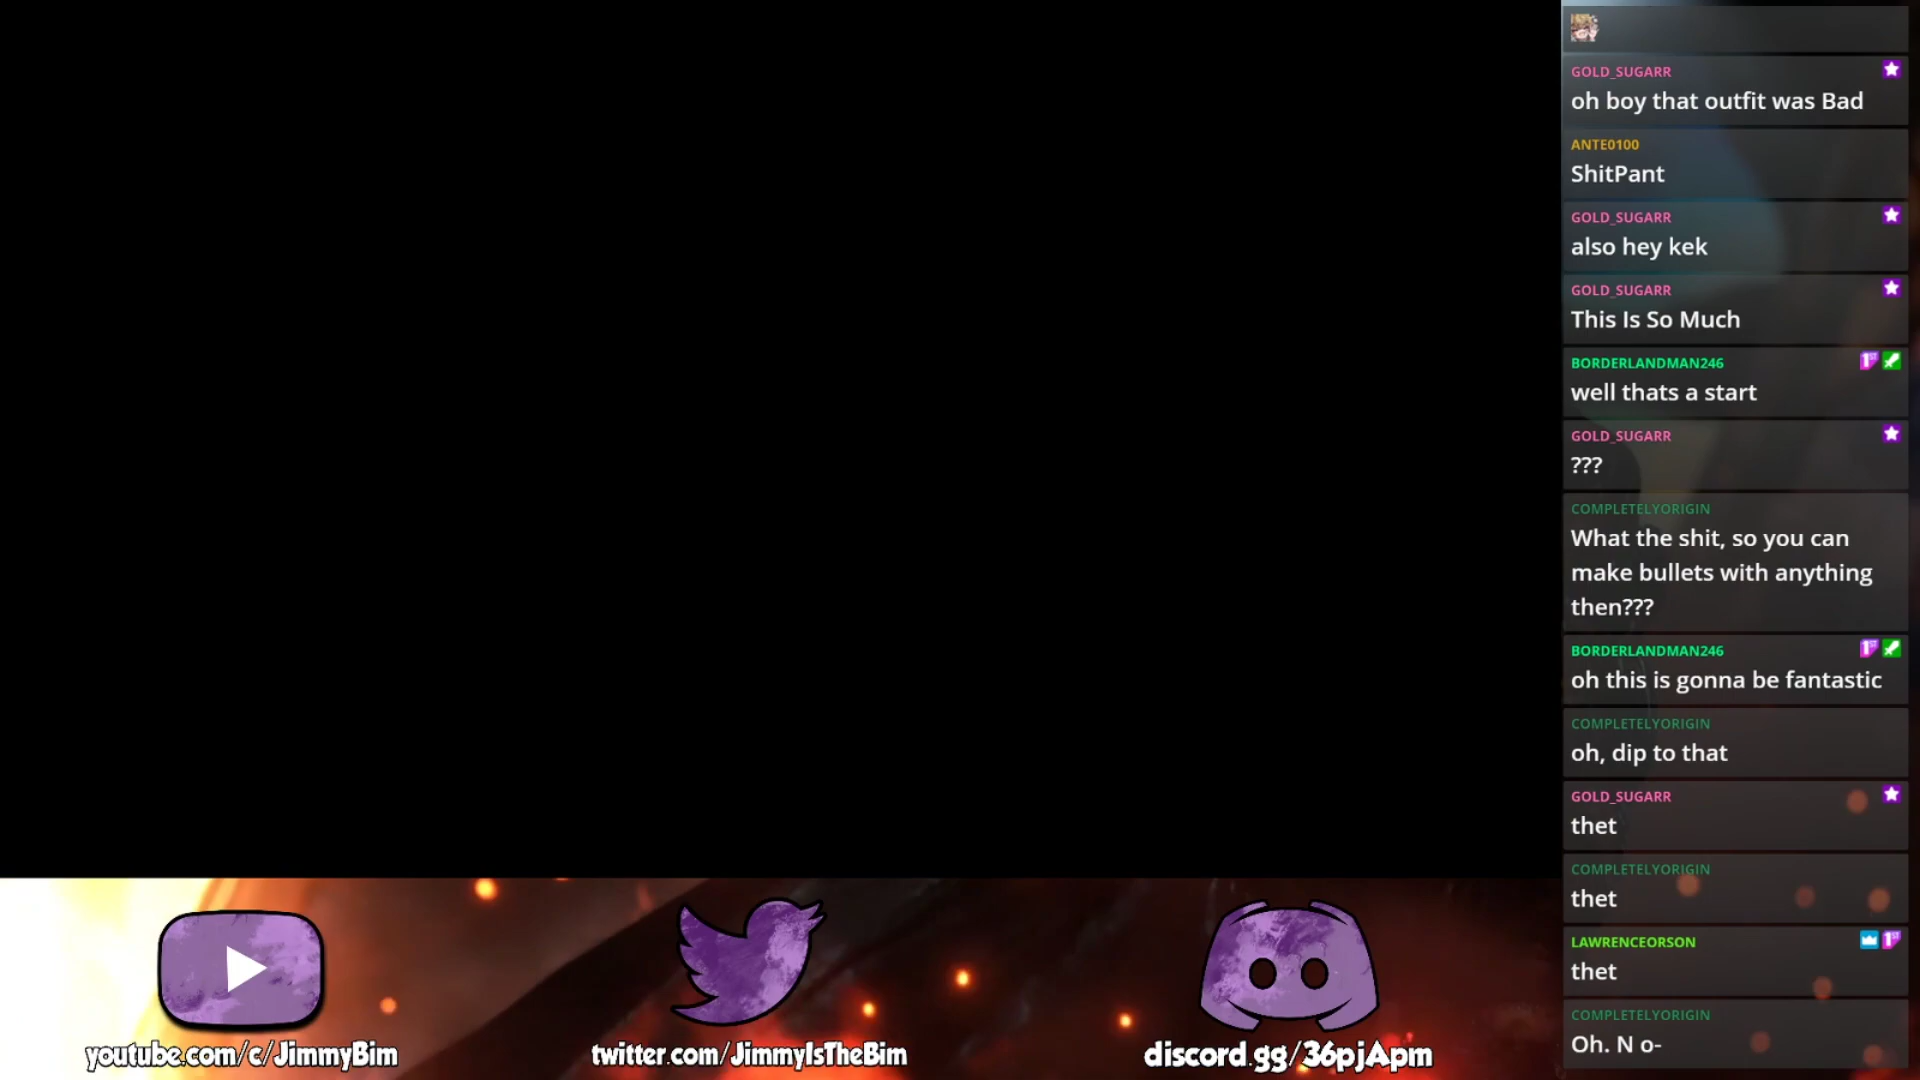 GOLD_SUGARR
oh boy that outfit was Bad
ANTE0100
ShitPant
GOLD_SUGARR
also hey kek
GOLD_SUGARR
This Is So Much
BORDERLANDMAN246
well thats a start
GOLD_SUGARR
???
COMPLETELYORIGIN
What the shit, so you can
make bullets with anything
then???
BORDERLANDMAN246
oh this is gonna be fantastic
COMPLETELYORIGIN
oh, dip to that
GOLD_SUGARR
thet
COMPLETELYORIGIN
thet
LAWRENCEORSON
thet
COMPLETELYORIGIN
Oh. N o-
youtube.com/c/JimmyBim
twitter.com/JimmyIsTheBim
discord.gg/36pjApm